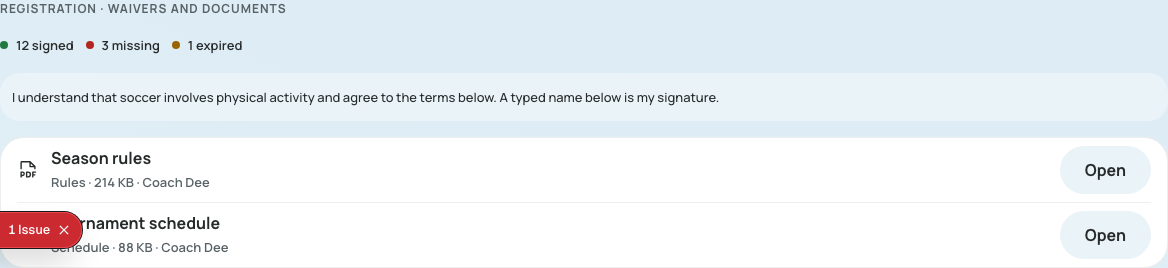 REGISTRATION · WAIVERS AND DOCUMENTS
12 signed 3 missing 1 expired
I understand that soccer involves physical activity and agree to the terms below. A typed name below is my signature.
PDF
Season rules
Rules · 214 KB · Coach Dee
Open
1 Issue
schedule
· 88 KB · Coach Dee
Open